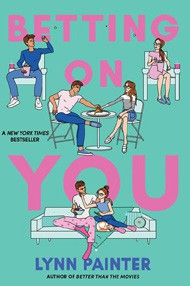 BETTING
ON
A NEW YORK TIMES
BESTSELLER
YOU
LYNN PAINTER
AUTHOR OF BETTER THAN THE MOVIES